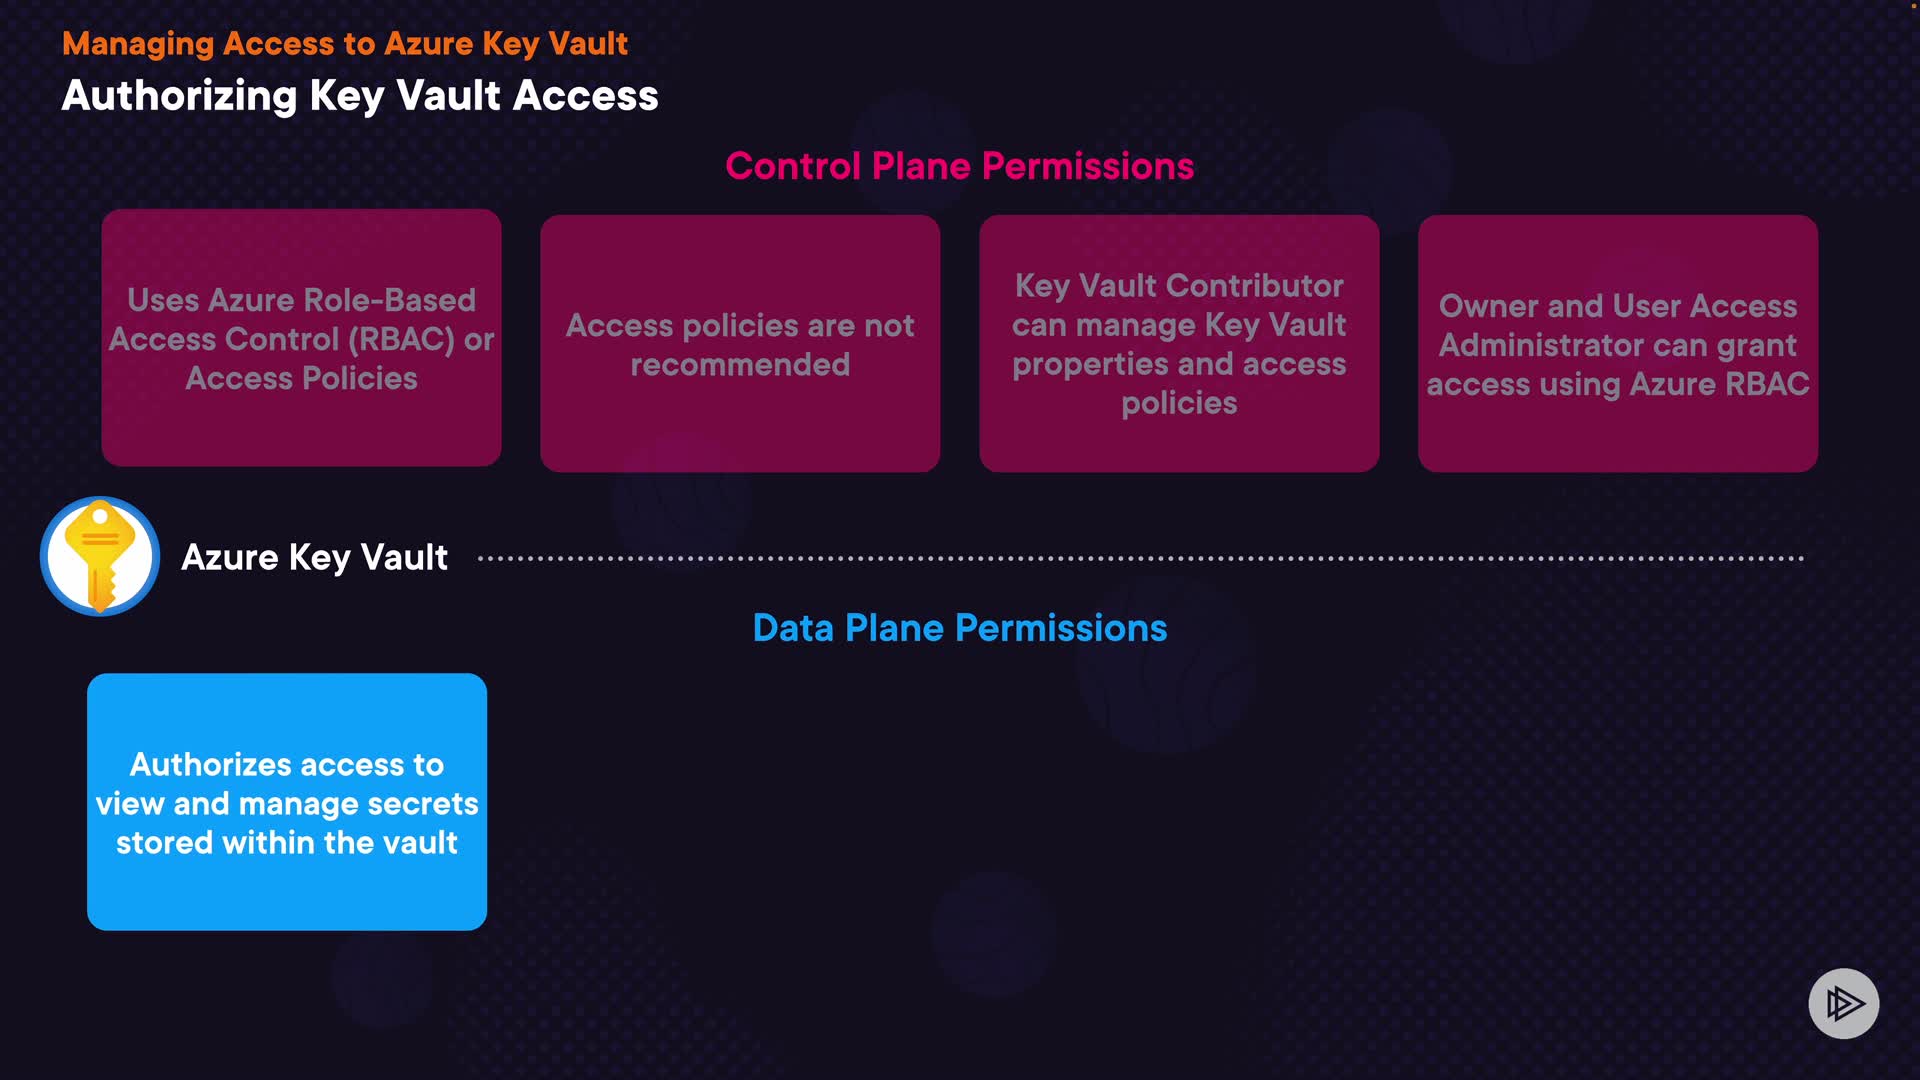 Managing Access to Azure Key Vault
Authorizing Key Vault Access
Control Plane Permissions
Uses Azure Role-Based
Access Control (RBAC) or
Access Policies
Access policies are not
recommended
Key Vault Contributor
can manage Key Vault
properties and access
policies
Owner and User Access
Administrator can grant
access using Azure RBAC
Azure Key Vault
Data Plane Permissions
Authorizes access to
view and manage secrets
stored within the vault